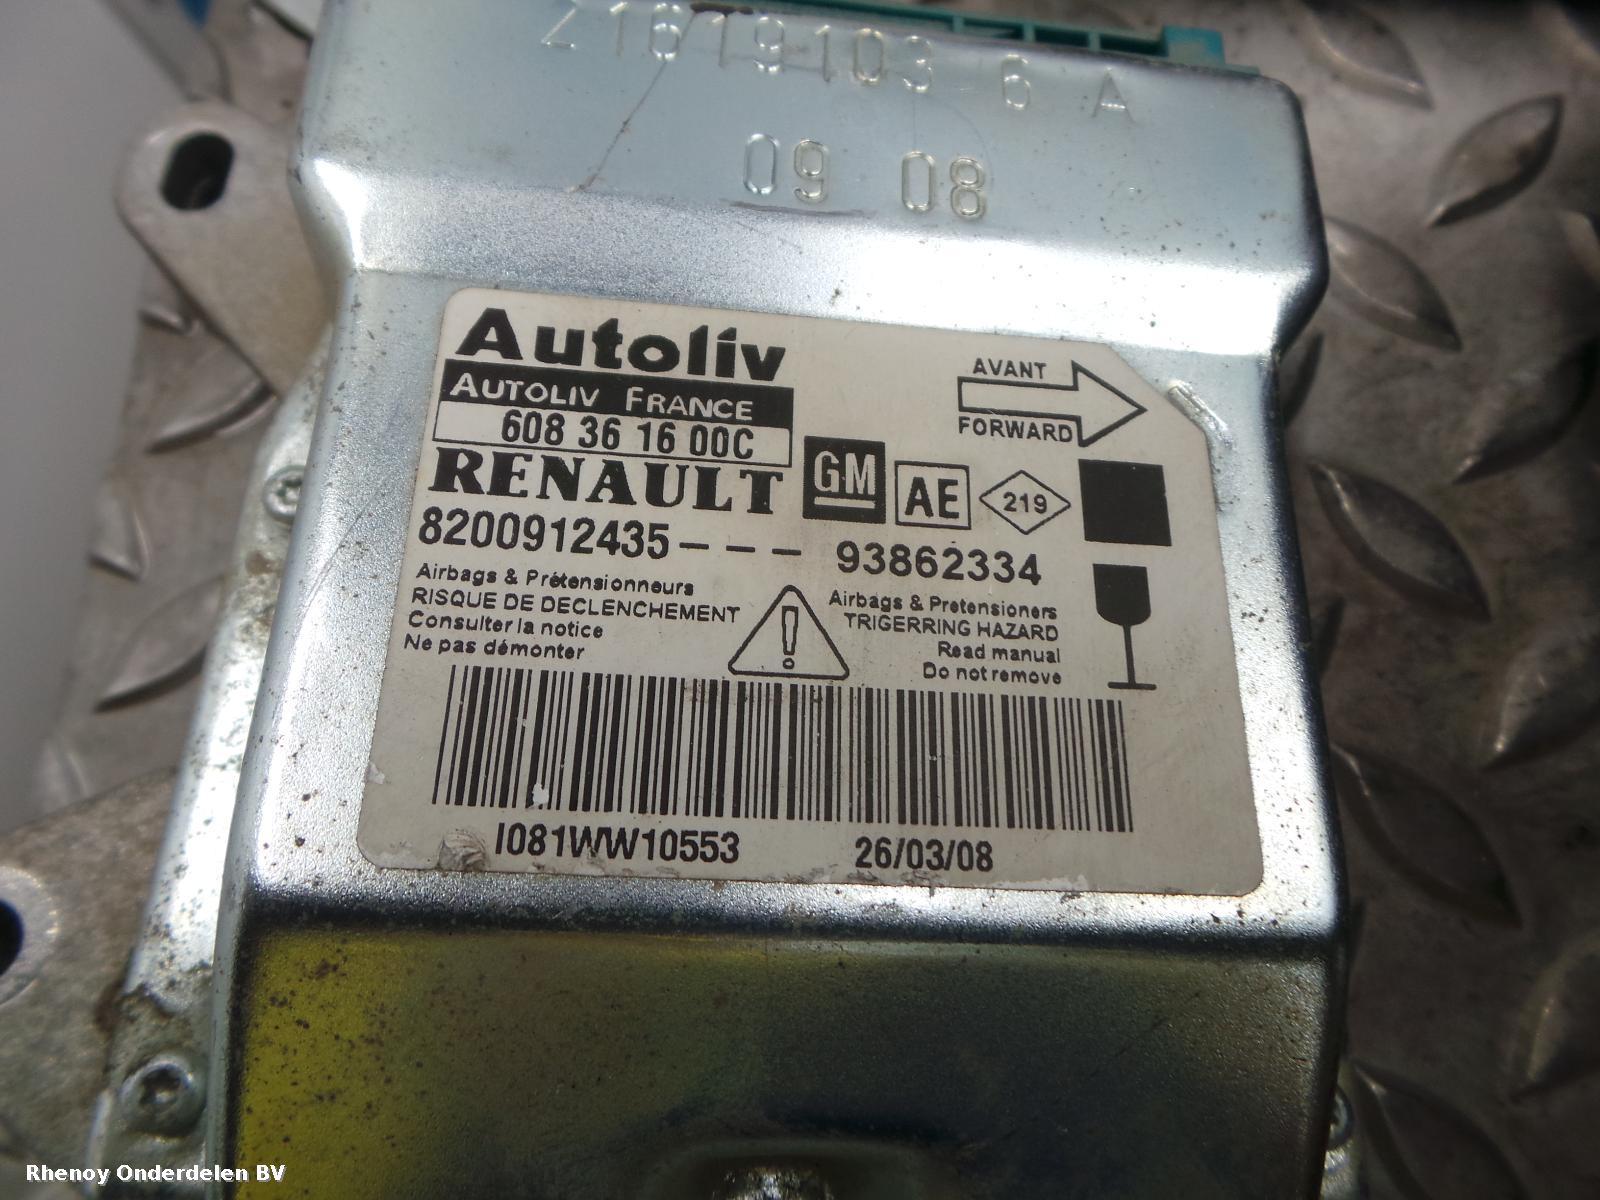 Z1619103 6 A
09 08
Autoliv
AUTOLIV FRANCE
608 36 16 00C
RENAULT
GM
AE
219
AVANT
FORWARD
8200912435--- 93862334
Airbags & Prétensionneurs
RISQUE DE DECLENCHEMENT
Consulter la notice
Ne pas démonter
!
Airbags & Pretensioners
TRIGERRING HAZARD
Read manual
Do not remove
I081WW10553 26/03/08
Rhenoy Onderdelen BV